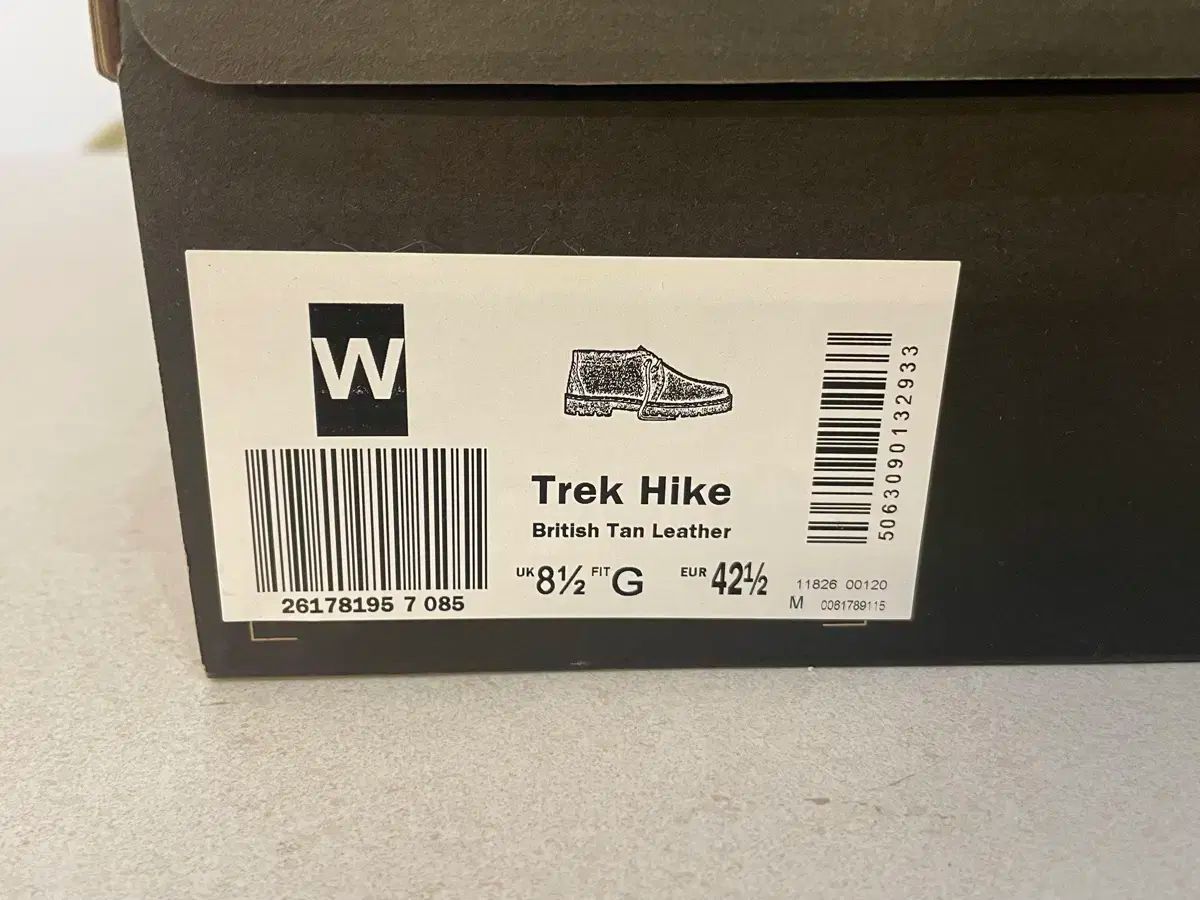 W
26178195 7 085
Trek Hike
British Tan Leather
UK 8½ FIT G EUR 42½
5063090132933
11826 00120
M 0081789115